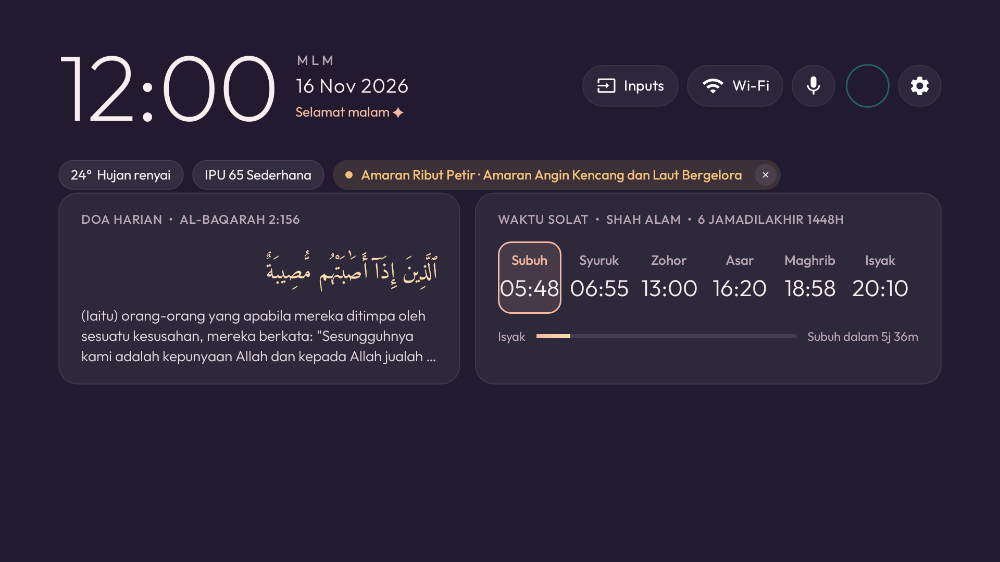 12:00
MLM
16 Nov 2026
Selamat malam
Inputs
Wi-Fi
24° Hujan renyai
IPU 65 Sederhana
Amaran Ribut Petir · Amaran Angin Kencang dan Laut Bergelora
DOA HARIAN • AL-BAQARAH 2:156
ٱلَّذِينَ إِذَآ أَصَـٰبَتْهُم مُّصِيبَةٌ
(Iaitu) orang-orang yang apabila mereka ditimpa oleh
sesuatu kesusahan, mereka berkata: "Sesungguhnya
kami adalah kepunyaan Allah dan kepada Allah jualah ...
WAKTU SOLAT • SHAH ALAM • 6 JAMADILAKHIR 1448H
Subuh Syuruk Zohor Asar Maghrib Isyak
05:48 06:55 13:00 16:20 18:58 20:10
Isyak Subuh dalam 5j 36m